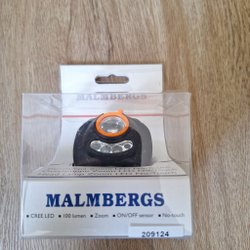 MALMBERGS
MALMBERGS
• CREE LED • 100 lumen • Zoom • ON/OFF sensor • No-touch
209124